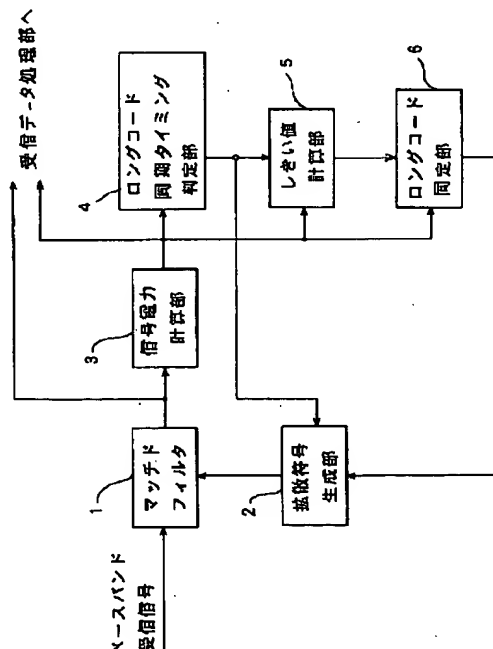 受信データ処理部へ
4
ロングコード
同期タイミング
判定部
5
しきい値
計算部
6
ロングコード
同定部
3
信号電力
計算部
1
マッチド
フィルタ
2
拡散符号
生成部
ベースバンド
受信信号